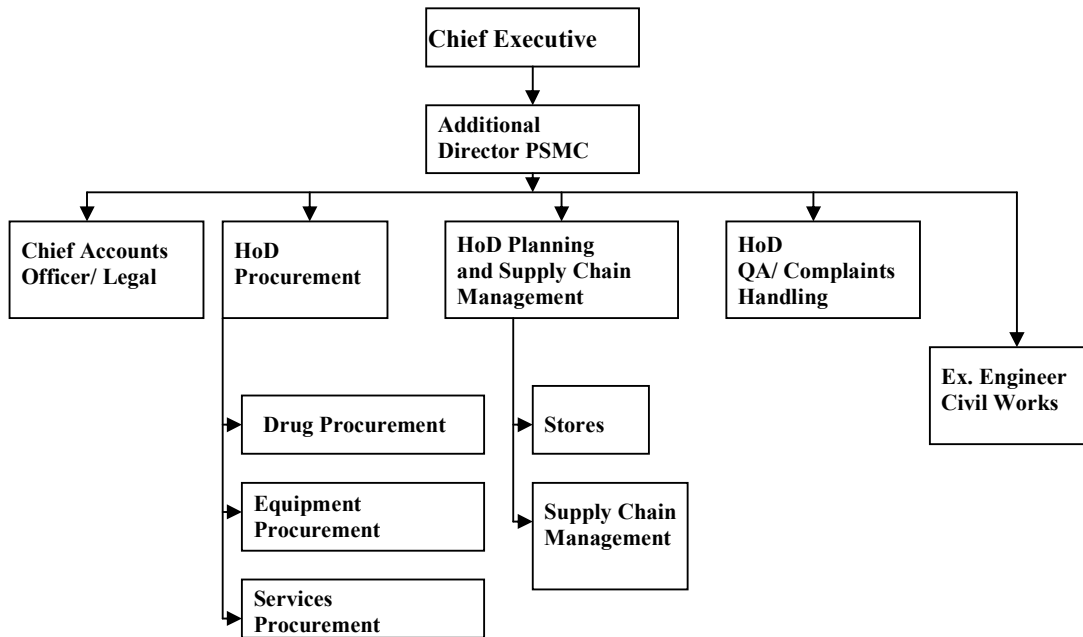 Chief Executive
Additional
Director PSMC
Chief Accounts
Officer/ Legal
HoD
Procurement
HoD Planning
and Supply Chain
Management
HoD
QA/ Complaints
Handling
Ex. Engineer
Civil Works
Drug Procurement
Equipment
Procurement
Services
Procurement
Stores
Supply Chain
Management